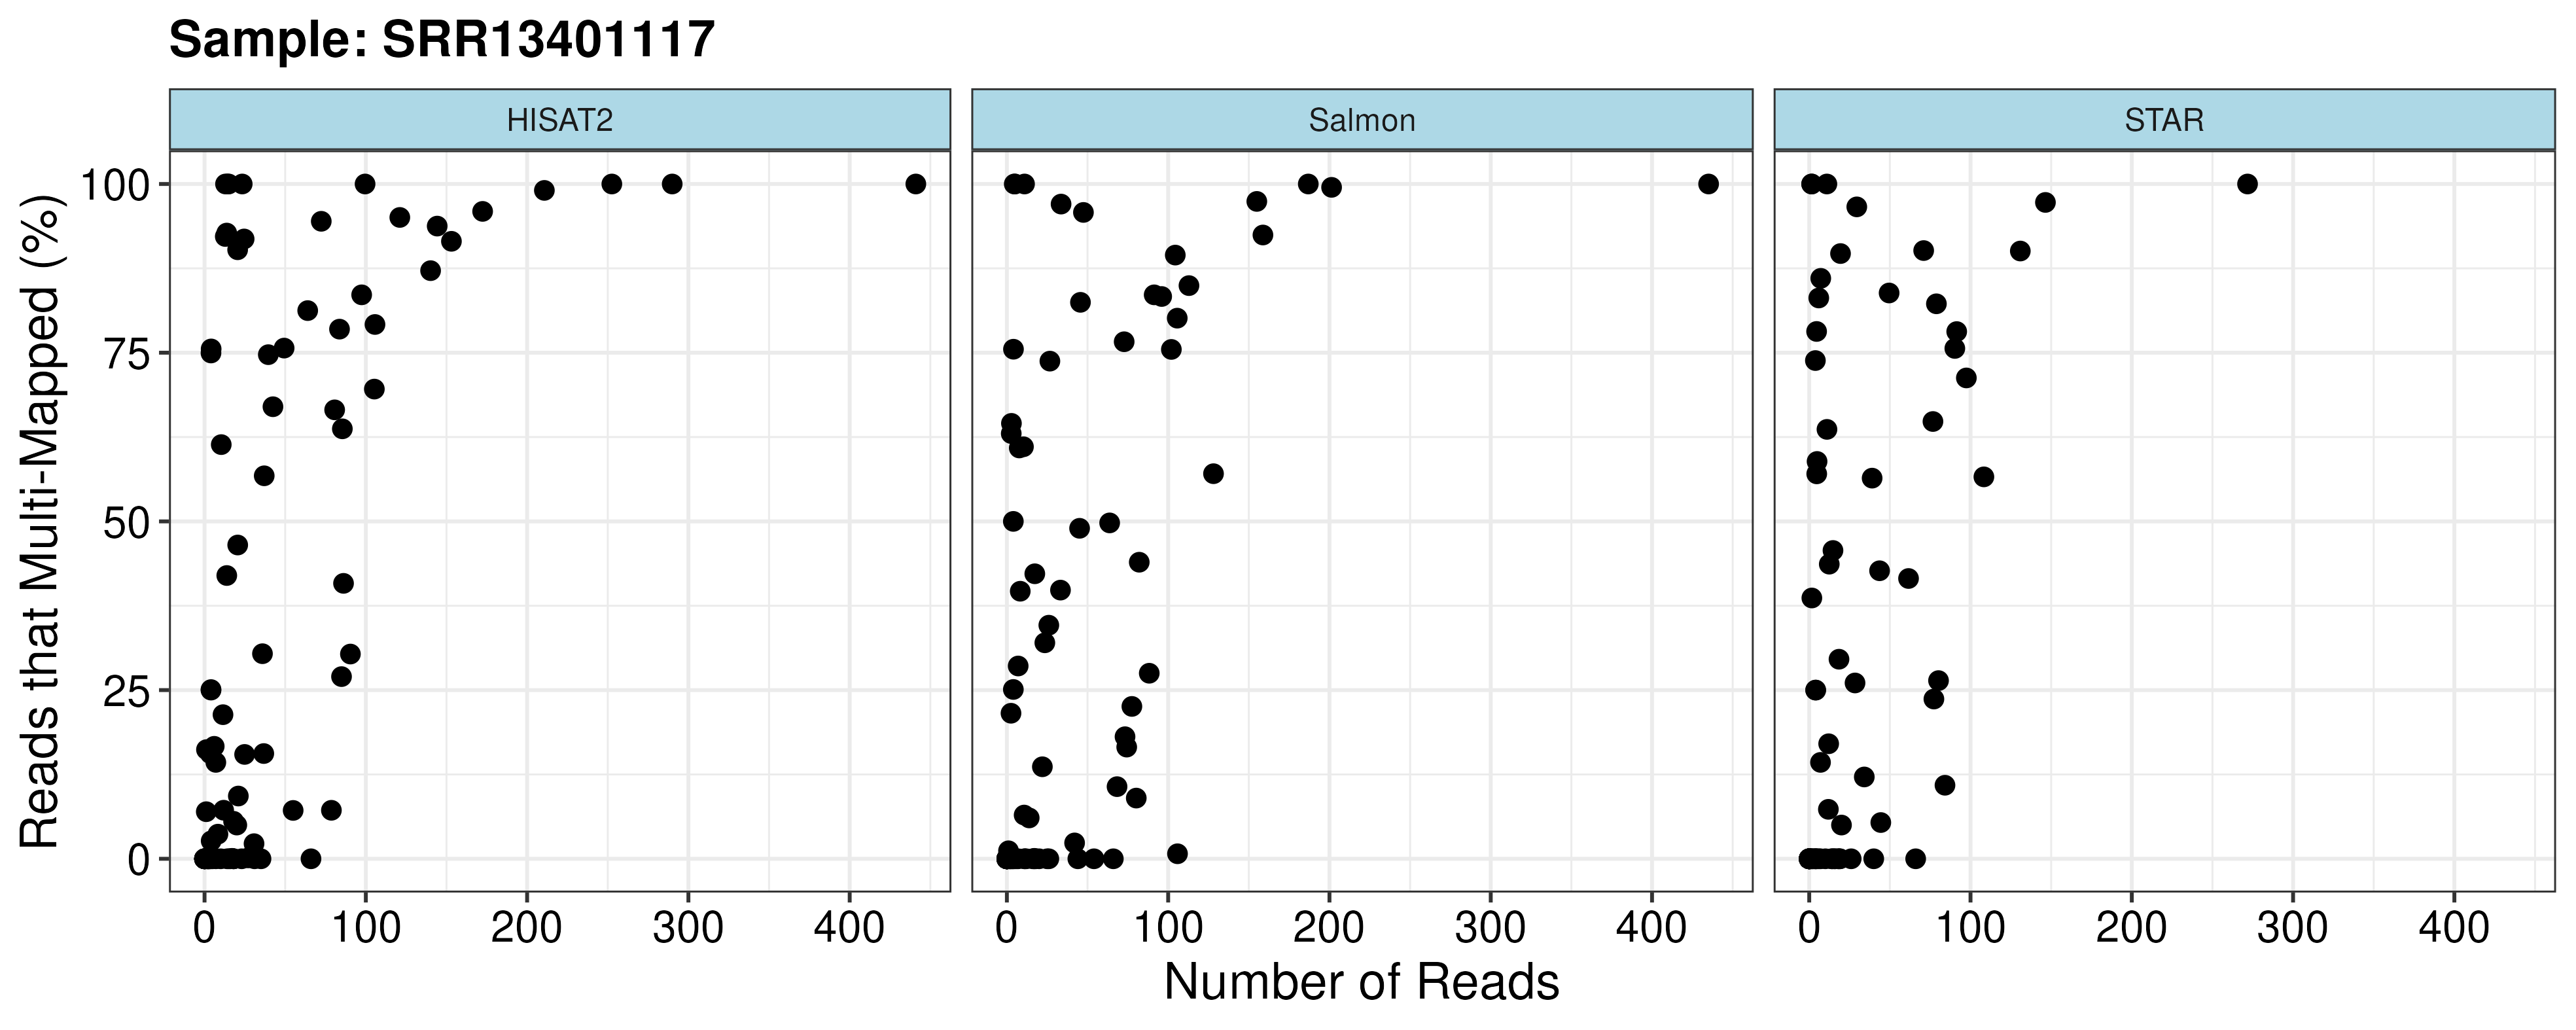 Sample: SRR13401117
HISAT2 Salmon STAR
Reads that Multi-Mapped (%)
100
75
50
25
0
0 100 200 300 400 0 100 200 300 400 0 100 200 300 400
Number of Reads